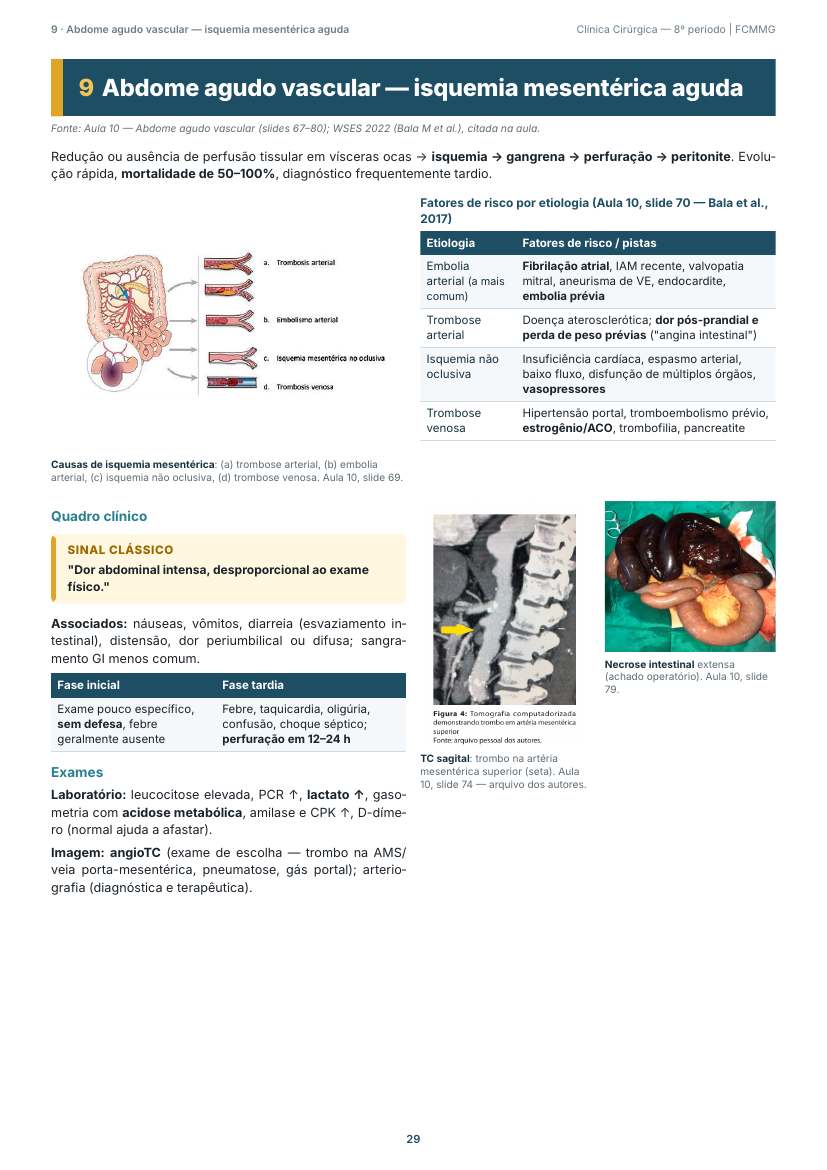 9 · Abdome agudo vascular — isquemia mesentérica aguda
Clínica Cirúrgica — 8º período | FCMMG
9 Abdome agudo vascular — isquemia mesentérica aguda
Fonte: Aula 10 — Abdome agudo vascular (slides 67–80); WSES 2022 (Bala M et al.), citada na aula.
Redução ou ausência de perfusão tissular em vísceras ocas → isquemia → gangrena → perfuração → peritonite. Evolu-
ção rápida, mortalidade de 50–100%, diagnóstico frequentemente tardio.
a. Trombosis arterial
b. Embolismo arterial
c. Isquemia mesentérica no oclusiva
d. Trombosis venosa
Causas de isquemia mesentérica: (a) trombose arterial, (b) embolia
arterial, (c) isquemia não oclusiva, (d) trombose venosa. Aula 10, slide 69.
Fatores de risco por etiologia (Aula 10, slide 70 — Bala et al.,
2017)
Etiologia Fatores de risco / pistas
Embolia Fibrilação atrial, IAM recente, valvopatia
arterial (a mais mitral, aneurisma de VE, endocardite,
comum) embolia prévia
Trombose Doença aterosclerótica; dor pós-prandial e
arterial perda de peso prévias ("angina intestinal")
Isquemia não Insuficiência cardíaca, espasmo arterial,
oclusiva baixo fluxo, disfunção de múltiplos órgãos,
vasopressores
Trombose Hipertensão portal, tromboembolismo prévio,
venosa estrogênio/ACO, trombofilia, pancreatite
Quadro clínico
SINAL CLÁSSICO
"Dor abdominal intensa, desproporcional ao exame
físico."
Associados: náuseas, vômitos, diarreia (esvaziamento in-
testinal), distensão, dor periumbilical ou difusa; sangra-
mento GI menos comum.
Fase inicial Fase tardia
Exame pouco específico, Febre, taquicardia, oligúria,
sem defesa, febre confusão, choque séptico;
geralmente ausente perfuração em 12–24 h
Exames
Laboratório: leucocitose elevada, PCR ↑, lactato ↑, gaso-
metria com acidose metabólica, amilase e CPK ↑, D-díme-
ro (normal ajuda a afastar).
Imagem: angioTC (exame de escolha — trombo na AMS/
veia porta-mesentérica, pneumatose, gás portal); arterio-
grafia (diagnóstica e terapêutica).
Figura 4: Tomografia computadorizada
demonstrando trombo em artéria mesentérica
superior
Fonte: arquivo pessoal dos autores.
TC sagital: trombo na artéria
mesentérica superior (seta). Aula
10, slide 74 — arquivo dos autores.
Necrose intestinal extensa
(achado operatório). Aula 10, slide
79.
29